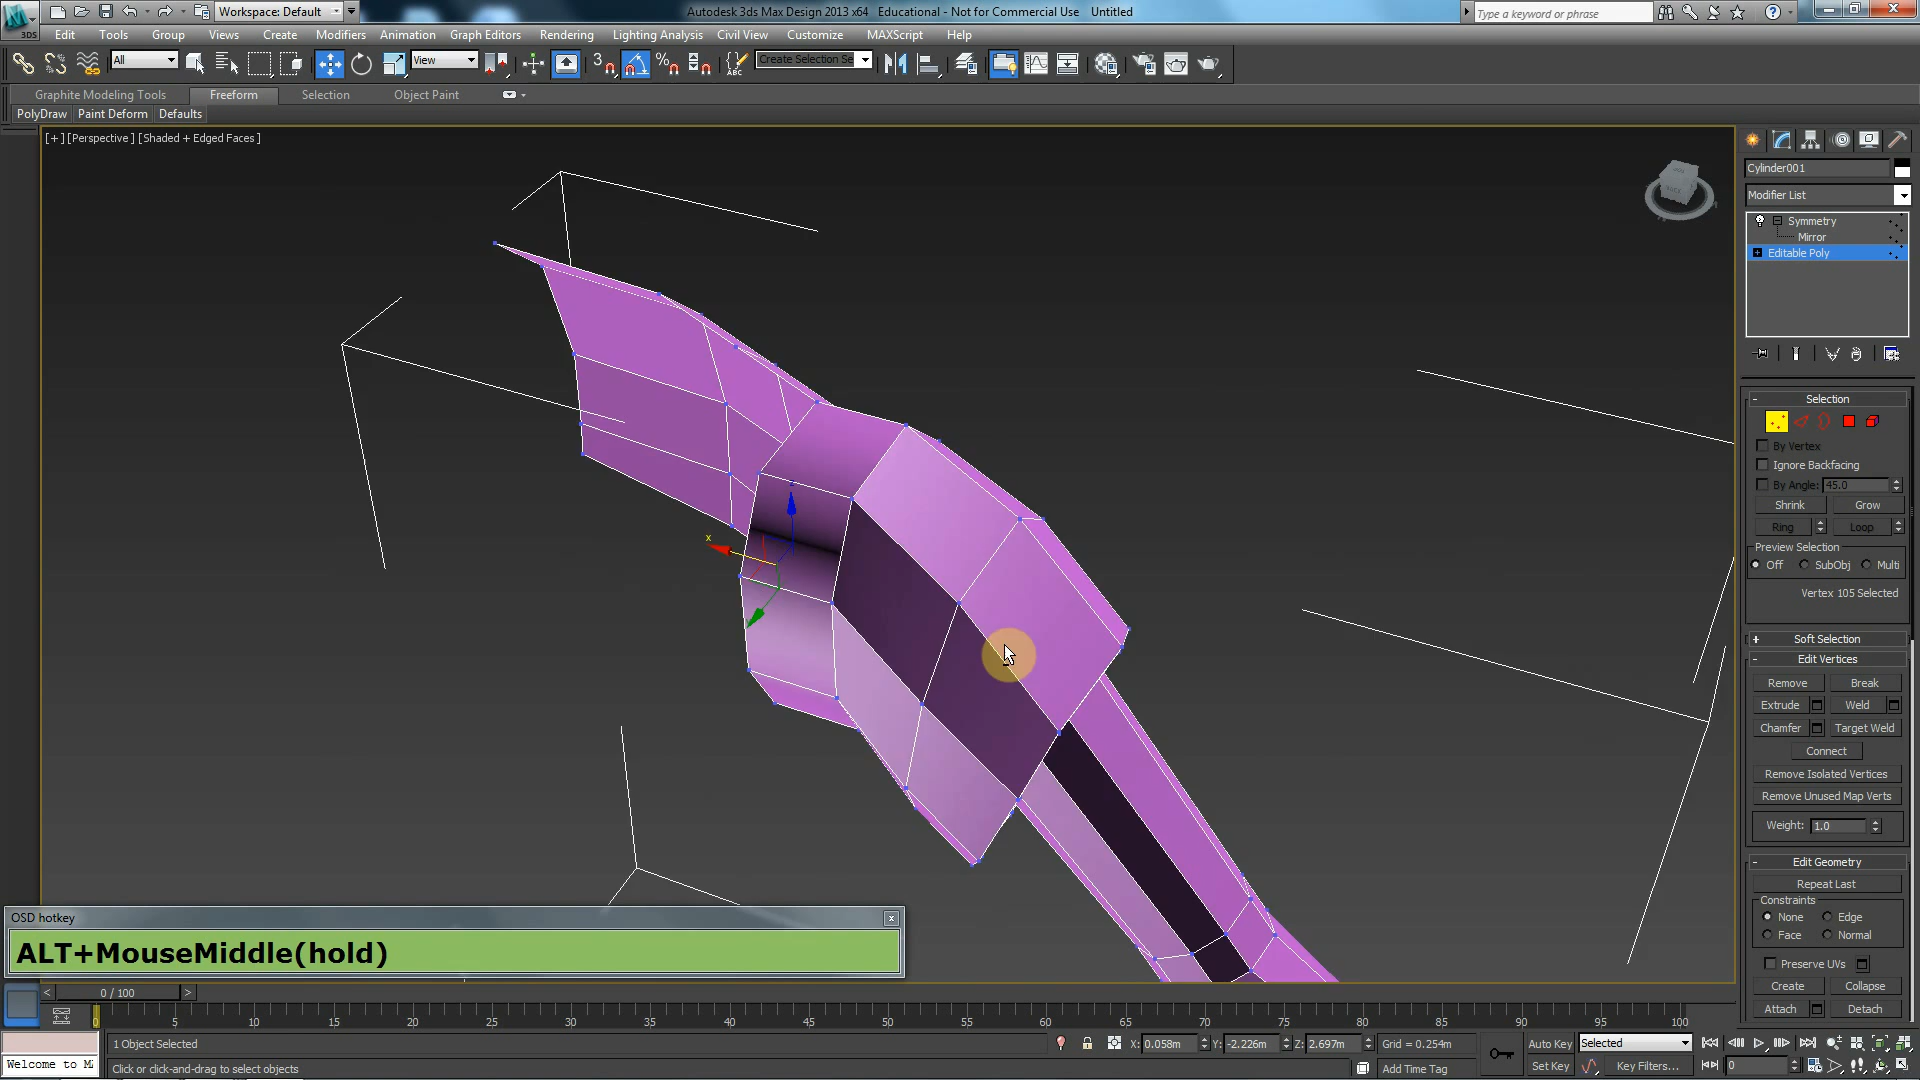 Workspace: Default
Autodesk 3ds Max Design 2013 x64 Educational - Not for Commercial Use Untitled
Type a keyword or phrase
3DS
Edit Tools Group Views Create Modifiers Animation Graph Editors Rendering Lighting Analysis Civil View Customize MAXScript Help
All View 3 Create Selection Se
Graphite Modeling Tools Freeform Selection Object Paint
PolyDraw Paint Deform Defaults
[+] [Perspective] [Shaded + Edged Faces]
Cylinder001
Modifier List
Symmetry
Mirror
Editable Poly
- Selection
By Vertex
Ignore Backfacing
By Angle: 45.0
Shrink Grow
Ring Loop
Preview Selection
Off SubObj Multi
Vertex 105 Selected
+ Soft Selection
- Edit Vertices
Remove Break
Extrude Weld
Chamfer Target Weld
Connect
Remove Isolated Vertices
Remove Unused Map Verts
Weight: 1.0
- Edit Geometry
Repeat Last
Constraints
None Edge
Face Normal
Preserve UVs
Create Collapse
Attach Detach
x
z
OSD hotkey
ALT+MouseMiddle(hold)
< 0 / 100 >
0 5 10 15 20 25 30 35 40 45 50 55 60 65 70 75 80 85 90 95 100
1 Object Selected X: 0.058m Y: -2.226m Z: 2.697m Grid = 0.254m Auto Key Selected
Welcome to M Click or click-and-drag to select objects Add Time Tag Set Key Key Filters... 0